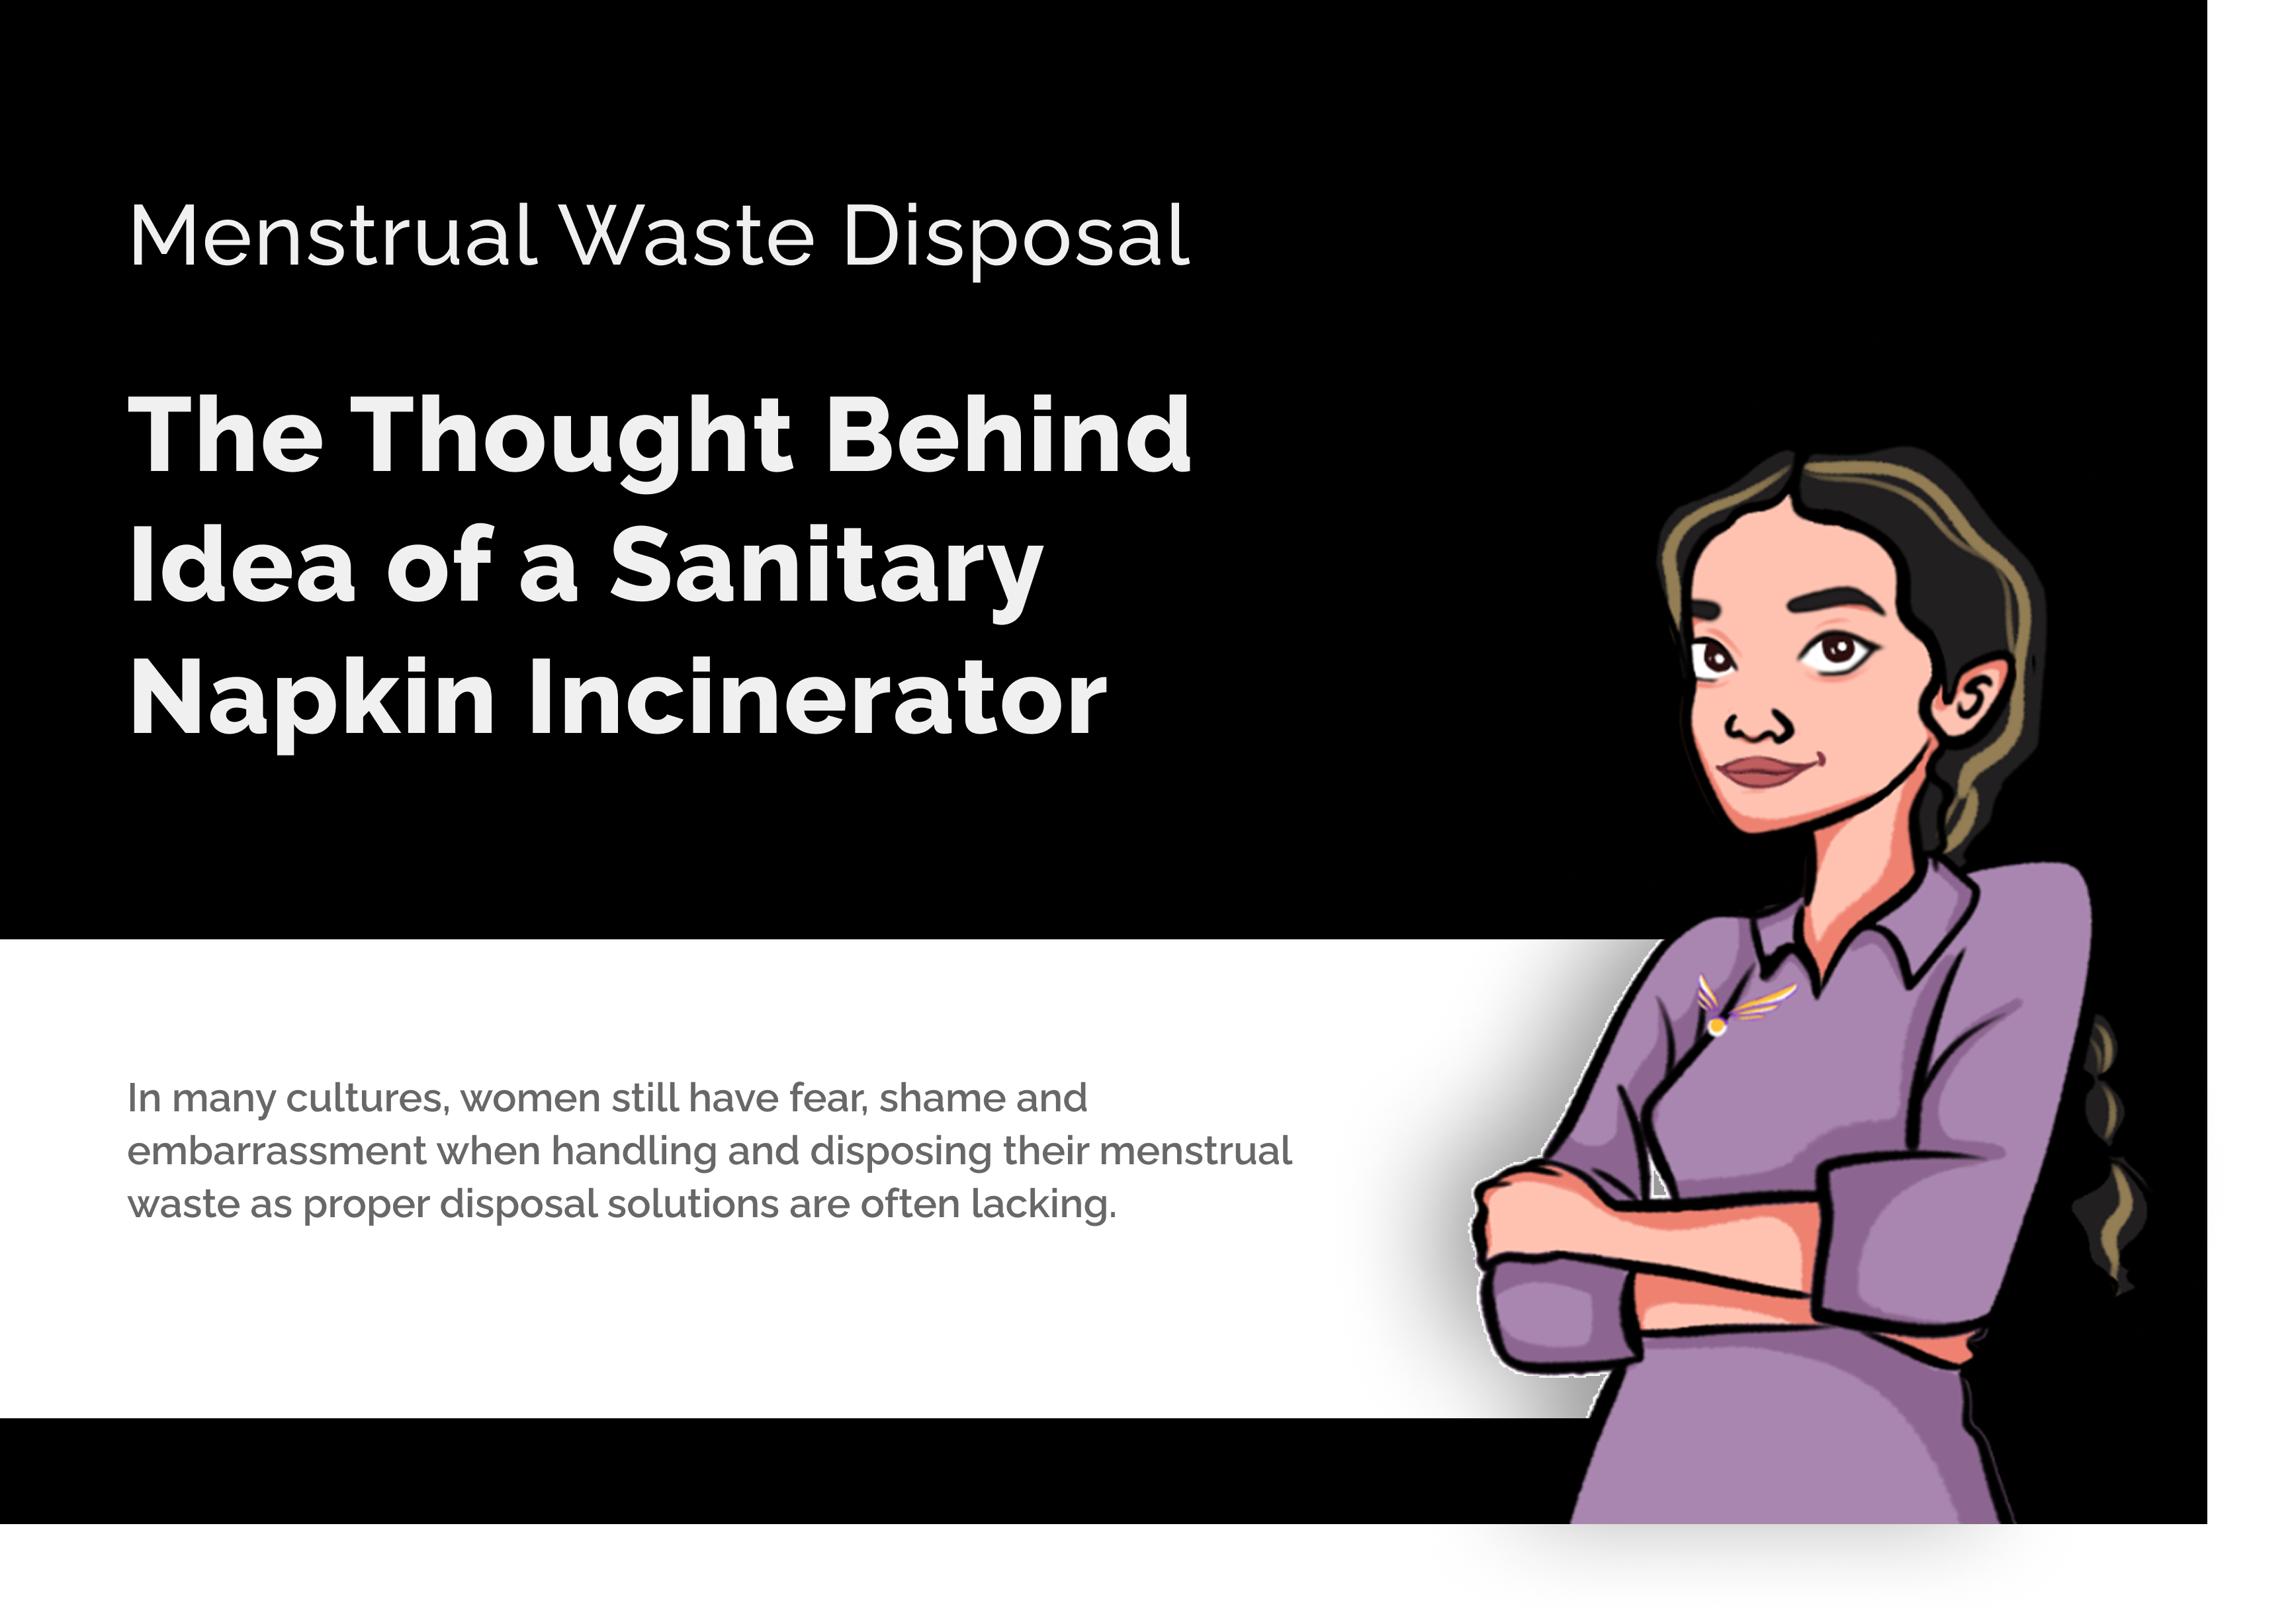 Menstrual Waste Disposal
The Thought Behind
Idea of a Sanitary
Napkin Incinerator
In many cultures, women still have fear, shame and
embarrassment when handling and disposing their menstrual
waste as proper disposal solutions are often lacking.